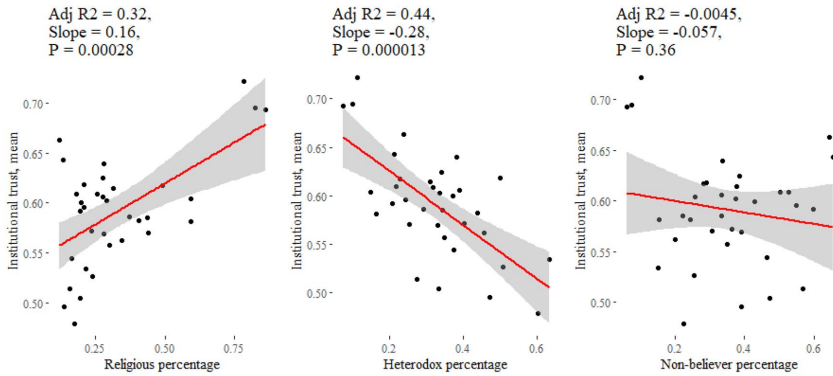 Adj R2 = 0.32,
Slope = 0.16,
P = 0.00028
Institutional trust, mean
0.70
0.65
0.60
0.55
0.50
0.25
0.50
0.75
Religious percentage
Adj R2 = 0.44,
Slope = -0.28,
P = 0.000013
Institutional trust, mean
0.70
0.65
0.60
0.55
0.50
0.2
0.4
0.6
Heterodox percentage
Adj R2 = -0.0045,
Slope = -0.057,
P = 0.36
Institutional trust, mean
0.70
0.65
0.60
0.55
0.50
0.2
0.4
0.6
Non-believer percentage